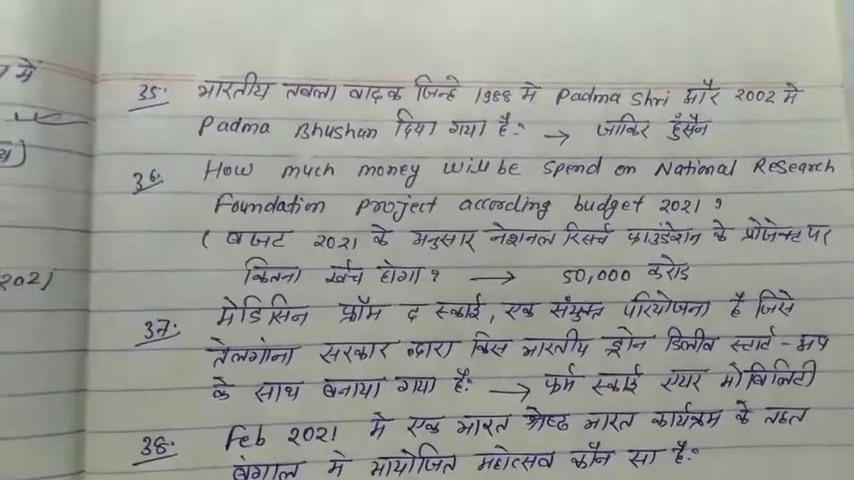 त में
य)
202)
35. भारतीय तबला वादक जिन्हे 1988 मे Padma Shri और 2002 मे
Padma Bhushan दिया गया है: → जाकिर हुसैन
36. How much money will be spend on National Research
Foundation project according budget 2021?
( बजट 2021 के अनुसार नेशनल रिसर्च फाउंडेशन के प्रोजेक्ट पर
कितना खर्च होगा? → 50,000 करोड़
37. मेडिसिन फ्रॉम द स्काई, एक संयुक्त परियोजना है जिसे
तेलगांना सरकार द्वारा किस भारतीय ड्रोन डिलीव स्टार्ट-अप
के साथ बनाया गया है: → फर्म स्काई एयर मोबिलिटी
38. Feb 2021 मे एक भारत श्रेष्ठ भारत कार्यक्रम के तहत
बंगाल मे आयोजित महोत्सव कौन सा है: